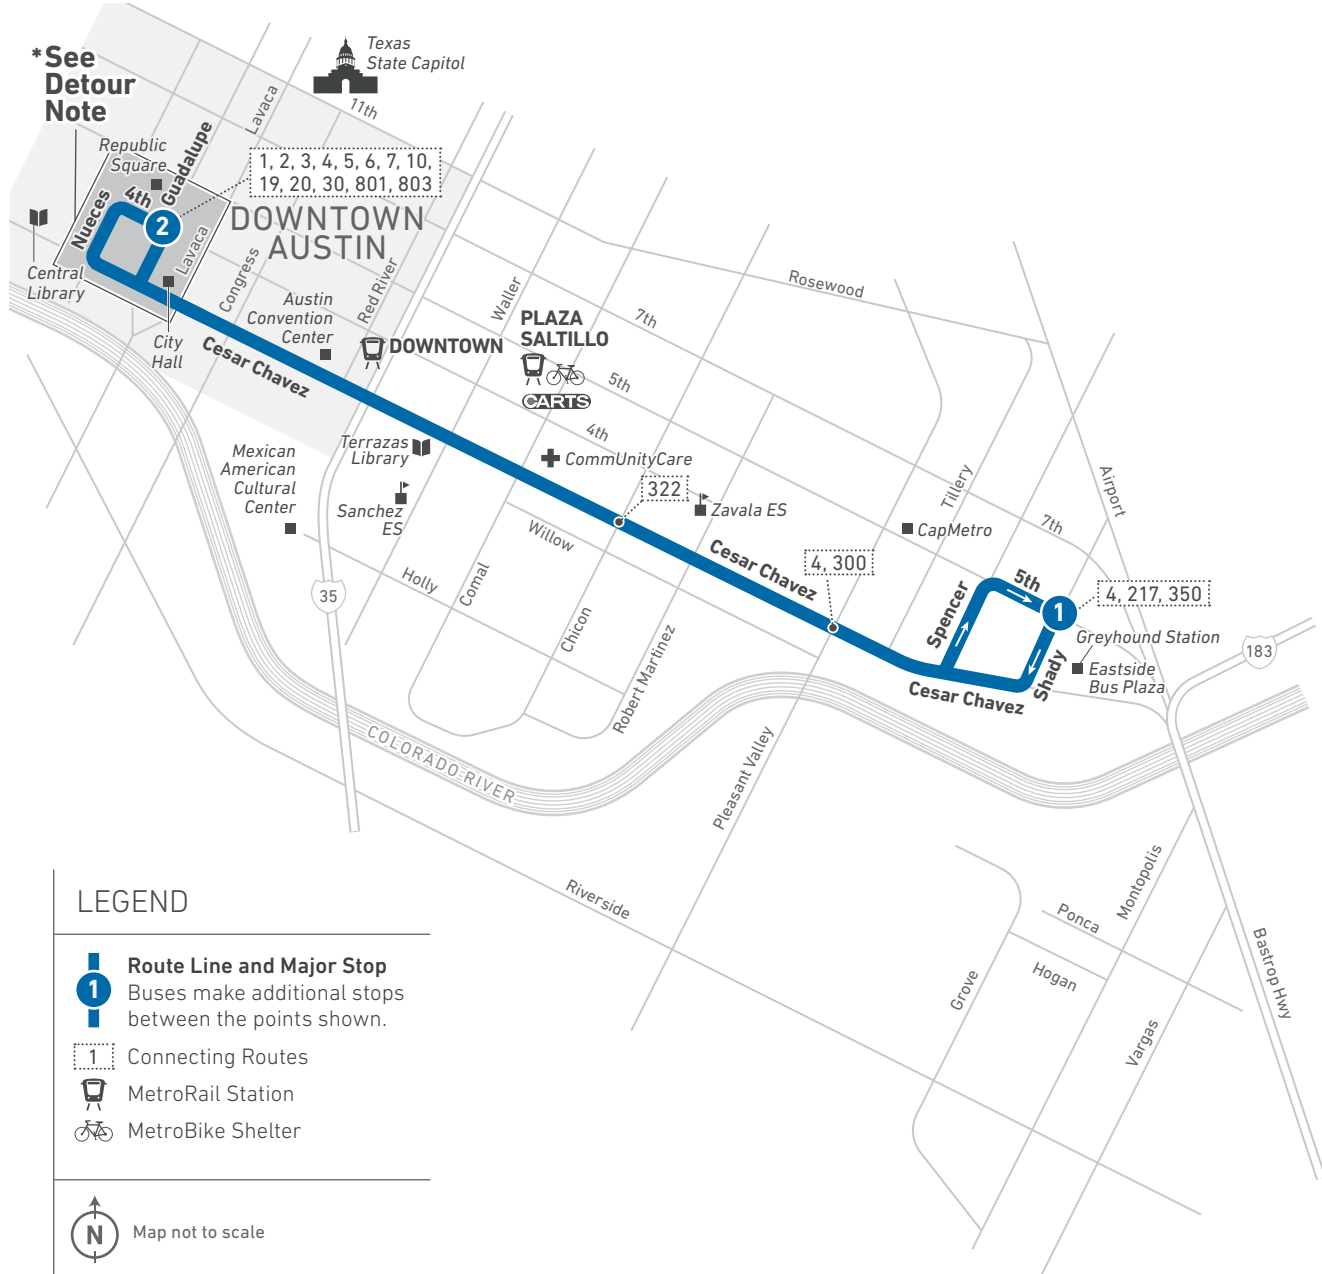 *See
Detour
Note
Texas
State Capitol
11th
Lavaca
Republic
Square
Guadalupe
1, 2, 3, 4, 5, 6, 7, 10,
19, 20, 30, 801, 803
4th
Nueces
2
DOWNTOWN
AUSTIN
Lavaca
Central
Library
Congress
Austin
Convention
Center
Red River
City
Hall
Cesar Chavez
DOWNTOWN
Waller
PLAZA
SALTILLO
CARTS
7th
5th
4th
Rosewood
Terrazas
Library
Mexican
American
Cultural
Center
Sanchez
ES
CommUnityCare
322
Zavala ES
Willow
Holly
Comal
Chicon
Robert Martinez
35
Cesar Chavez
4, 300
Tillery
Airport
CapMetro
7th
5th
Spencer
1
4, 217, 350
Greyhound Station
Eastside
Bus Plaza
Shady
Cesar Chavez
183
COLORADO RIVER
Pleasant Valley
Riverside
Montopolis
Ponca
Hogan
Grove
Vargas
Bastrop Hwy
LEGEND
1
Route Line and Major Stop
Buses make additional stops
between the points shown.
1 Connecting Routes
MetroRail Station
MetroBike Shelter
N
Map not to scale